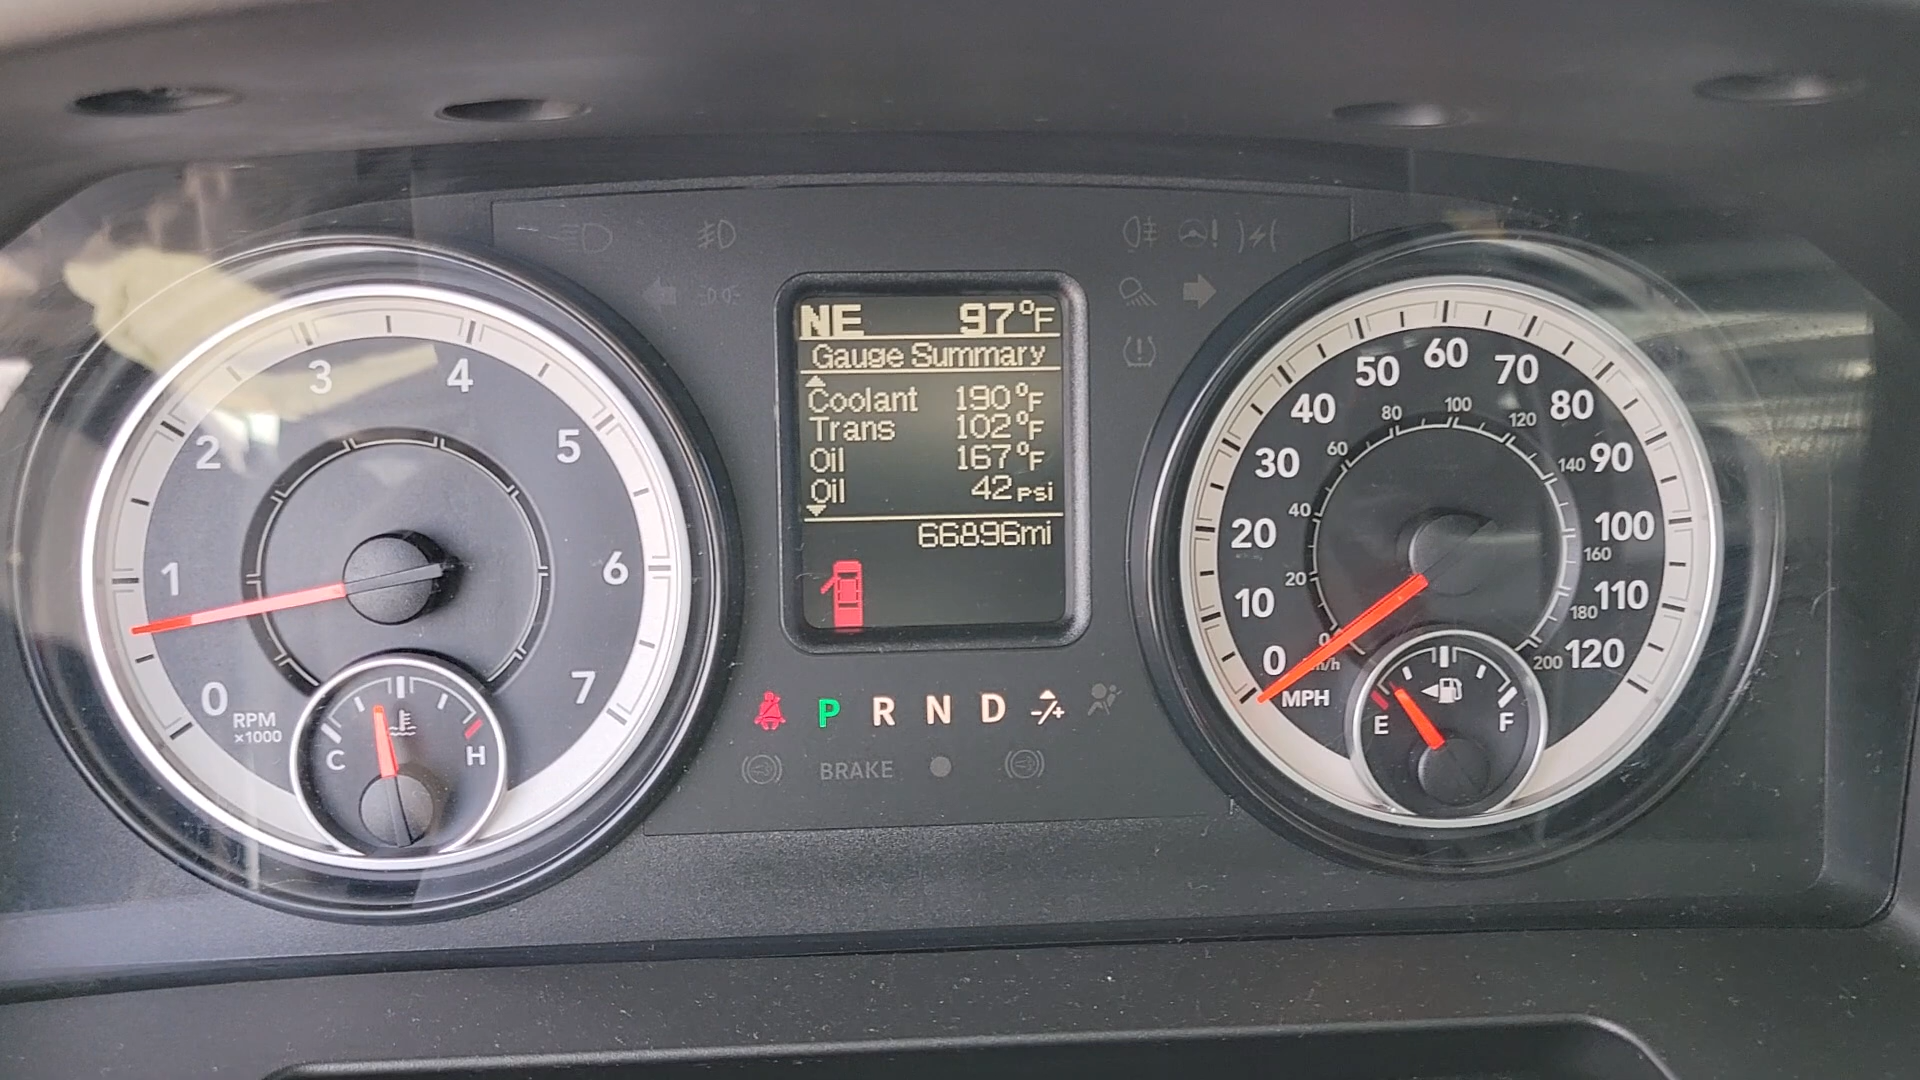 NE 97°F
Gauge Summary
Coolant 190°F
Trans 102°F
Oil 167°F
Oil 42 psi
66896mi
0
1
2
3
4
5
6
7
RPM
×1000
C H
P R N D -/+
BRAKE
0
10
20
30
40
50
60
70
80
90
100
110
120
MPH
20
40
60
80
100
120
140
160
180
200
E F